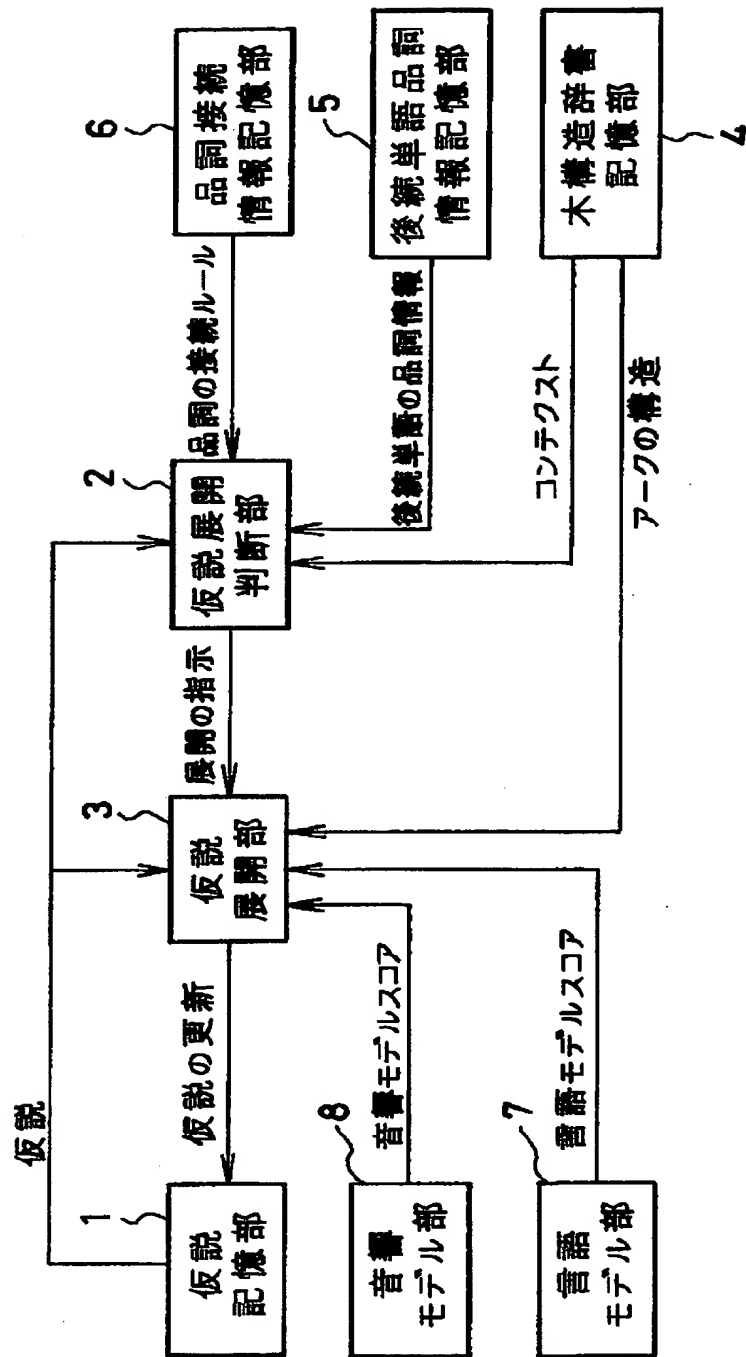 仮説
1
仮説
記憶部
仮説の更新
3
仮説
展開部
展開の指示
2
仮説展開
判断部
品詞の接続ルール
6
品詞接続
情報記憶部
8
音響
モデル部
音響モデルスコア
後続単語の品詞情報
5
後続単語品詞
情報記憶部
7
言語
モデル部
言語モデルスコア
コンテクスト
アークの構造
木構造辞書
記憶部
4